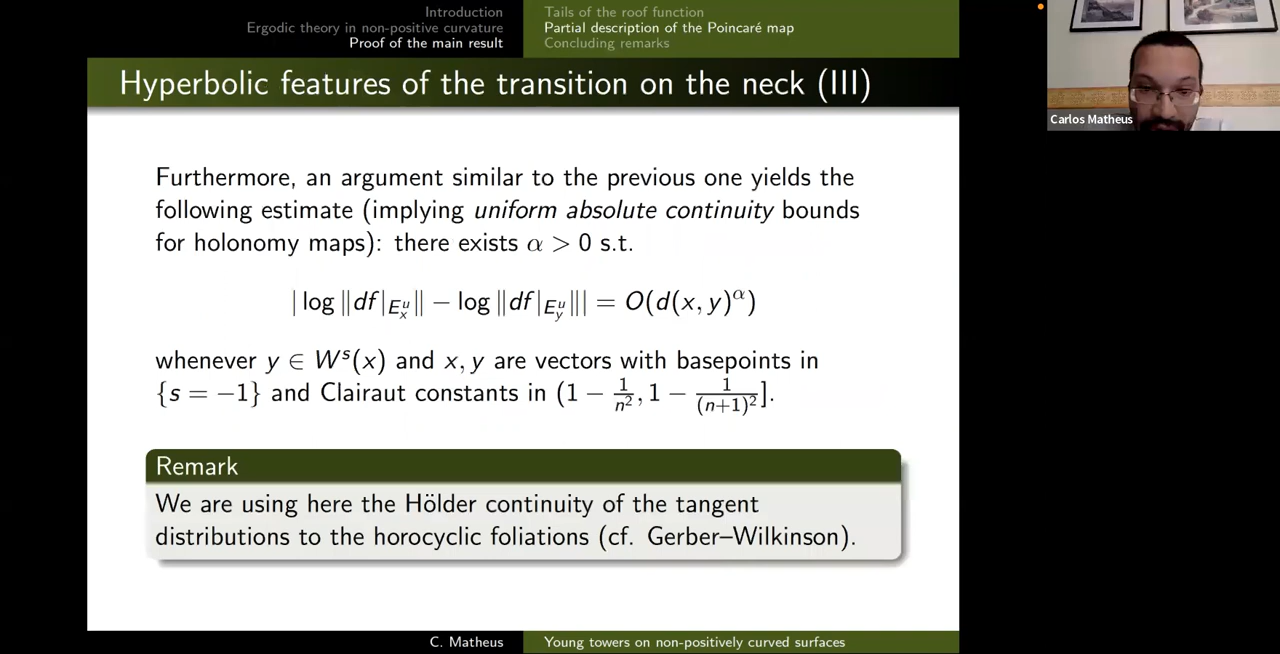 Introduction
Ergodic theory in non-positive curvature
Proof of the main result
Tails of the roof function
Partial description of the Poincaré map
Concluding remarks
Hyperbolic features of the transition on the neck (III)
Furthermore, an argument similar to the previous one yields the
following estimate (implying uniform absolute continuity bounds
for holonomy maps): there exists α > 0 s.t.
| log ‖df|_{E^u_x}‖ − log ‖df|_{E^u_y}‖| = O(d(x, y)^α)
whenever y ∈ W^s(x) and x, y are vectors with basepoints in
{s = −1} and Clairaut constants in (1 − 1/n², 1 − 1/(n+1)²].
Remark
We are using here the Hölder continuity of the tangent
distributions to the horocyclic foliations (cf. Gerber–Wilkinson).
C. Matheus
Young towers on non-positively curved surfaces
Carlos Matheus